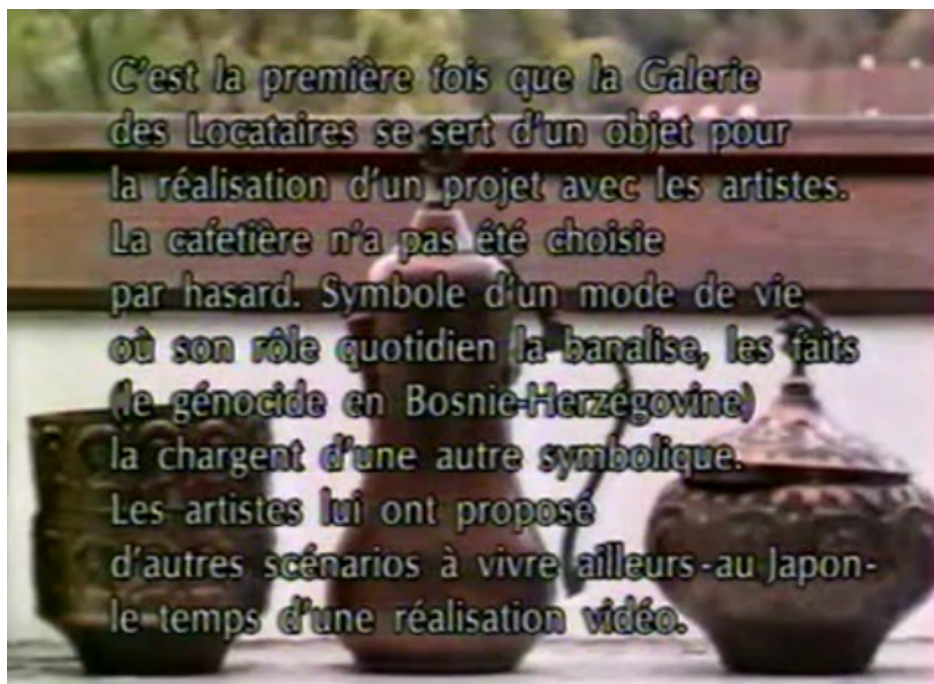 C'est la première fois que la Galerie
des Locataires se sert d'un objet pour
la réalisation d'un projet avec les artistes.
La cafetière n'a pas été choisie
par hasard. Symbole d'un mode de vie
où son rôle quotidien la banalise, les faits
(le génocide en Bosnie-Herzégovine)
la chargent d'une autre symbolique.
Les artistes lui ont proposé
d'autres scénarios à vivre ailleurs-au Japon-
le temps d'une réalisation vidéo.